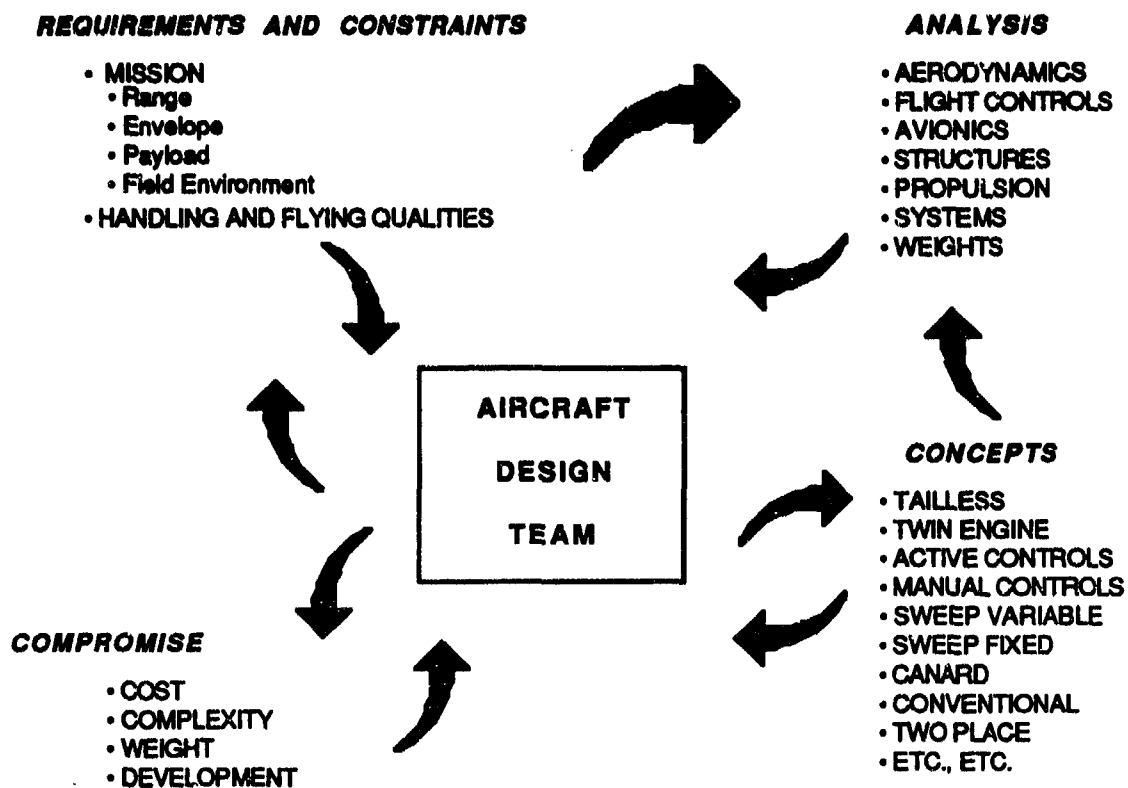 REQUIREMENTS AND CONSTRAINTS
• MISSION
• Range
• Envelope
• Payload
• Field Environment
• HANDLING AND FLYING QUALITIES
ANALYSIS
• AERODYNAMICS
• FLIGHT CONTROLS
• AVIONICS
• STRUCTURES
• PROPULSION
• SYSTEMS
• WEIGHTS
AIRCRAFT
DESIGN
TEAM
CONCEPTS
• TAILLESS
• TWIN ENGINE
• ACTIVE CONTROLS
• MANUAL CONTROLS
• SWEEP VARIABLE
• SWEEP FIXED
• CANARD
• CONVENTIONAL
• TWO PLACE
• ETC., ETC.
COMPROMISE
• COST
• COMPLEXITY
• WEIGHT
• DEVELOPMENT